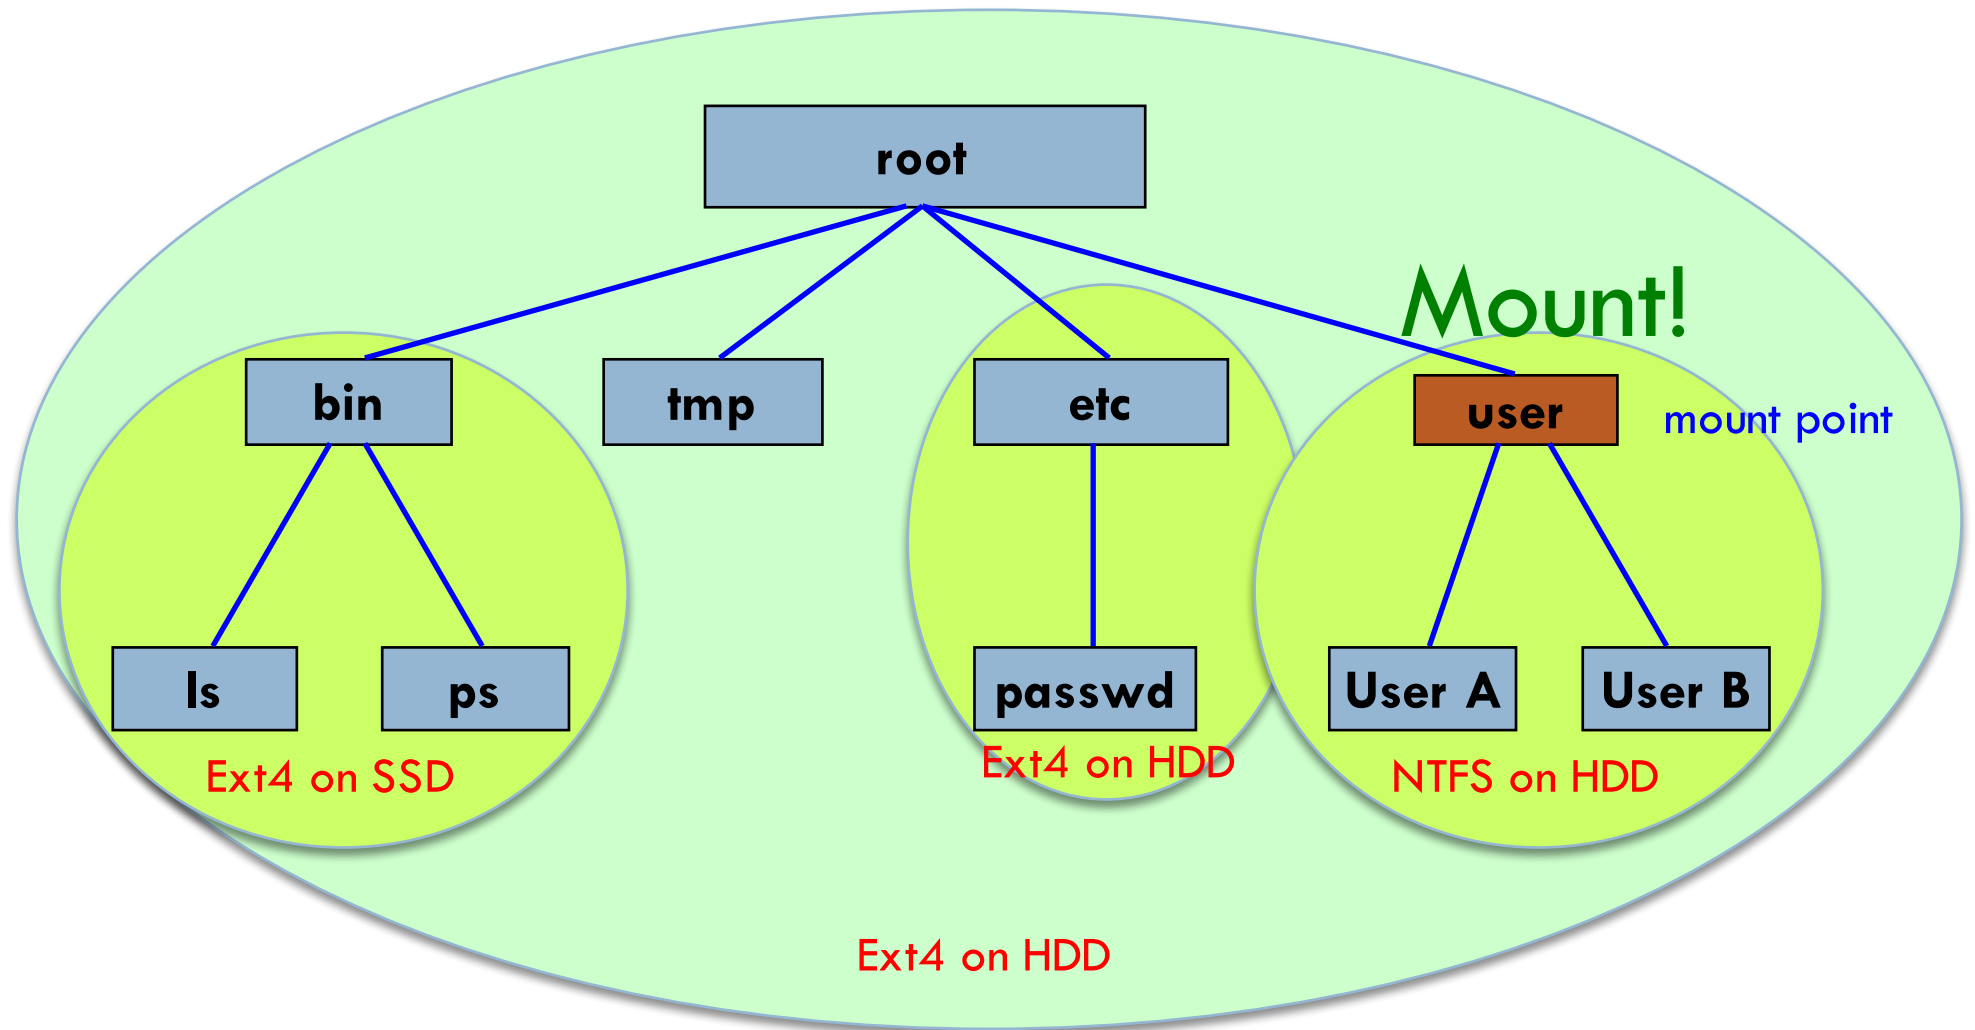 root
Mount!
bin
tmp
etc
user
mount point
ls
ps
passwd
User A
User B
Ext4 on SSD
Ext4 on HDD
NTFS on HDD
Ext4 on HDD